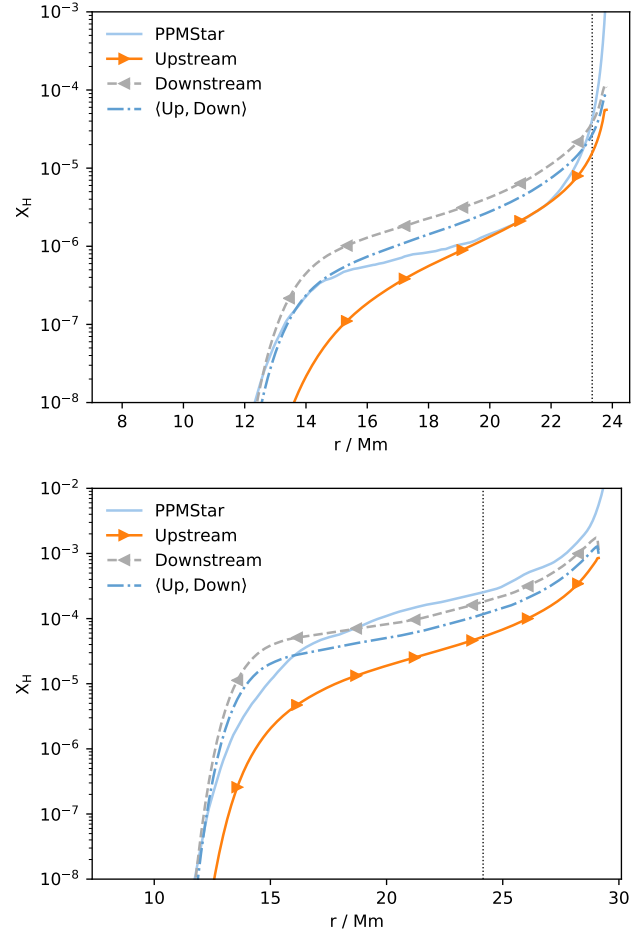 10⁻³
10⁻⁴
10⁻⁵
10⁻⁶
10⁻⁷
10⁻⁸
X_H
PPMStar
Upstream
Downstream
⟨Up, Down⟩
8 10 12 14 16 18 20 22 24
r / Mm
10⁻²
10⁻³
10⁻⁴
10⁻⁵
10⁻⁶
10⁻⁷
10⁻⁸
X_H
PPMStar
Upstream
Downstream
⟨Up, Down⟩
10 15 20 25 30
r / Mm